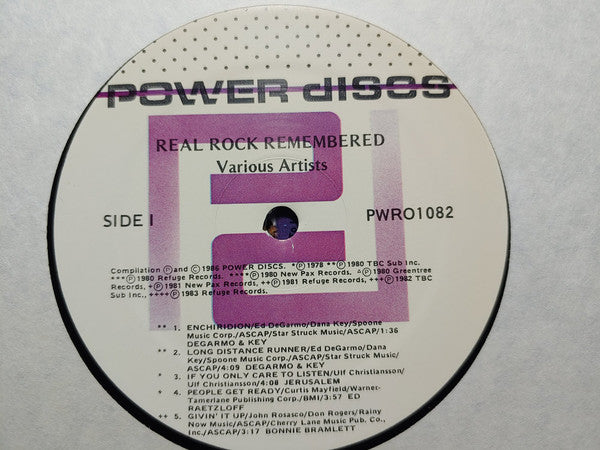 POWER discs
REAL ROCK REMEMBERED
Various Artists
SIDE I
PWRO1082
Compilation Ⓟ and © 1986 POWER DISCS. *Ⓟ 1978 **Ⓟ 1980 TBC Sub Inc.
***Ⓟ 1980 Refuge Records. ****Ⓟ 1980 New Pax Records. ^Ⓟ 1980 Greentree
Records, +Ⓟ 1981 New Pax Records, ++Ⓟ 1981 Refuge Records, +++Ⓟ 1982 TBC
Sub Inc., ++++Ⓟ 1983 Refuge Records.
** 1. ENCHIRIDION/Ed DeGarmo/Dana Key/Spoone
Music Corp./ASCAP/Star Struck Music/ASCAP/1:36
DEGARMO & KEY
** 2. LONG DISTANCE RUNNER/Ed DeGarmo/Dana
Key/Spoone Music Corp./ASCAP/Star Struck Music/
ASCAP/4:09 DEGARMO & KEY
* 3. IF YOU ONLY CARE TO LISTEN/Ulf Christiansson/
Ulf Christiansson/4:08 JERUSALEM
* 4. PEOPLE GET READY/Curtis Mayfield/Warner-
Tamerlane Publishing Corp./BMI/3:57 ED
RAETZLOFF
++ 5. GIVIN' IT UP/John Rosasco/Don Rogers/Rainy
Now Music/ASCAP/Cherry Lane Music Pub. Co.,
Inc./ASCAP/3:17 BONNIE BRAMLETT